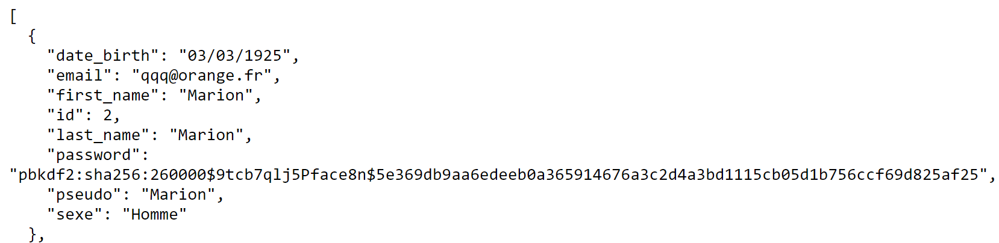 [
  {
    "date_birth": "03/03/1925",
    "email": "qqq@orange.fr",
    "first_name": "Marion",
    "id": 2,
    "last_name": "Marion",
    "password":
"pbkdf2:sha256:260000$9tcb7qlj5Pface8n$5e369db9aa6edeeb0a365914676a3c2d4a3bd1115cb05d1b756ccf69d825af25",
    "pseudo": "Marion",
    "sexe": "Homme"
  },